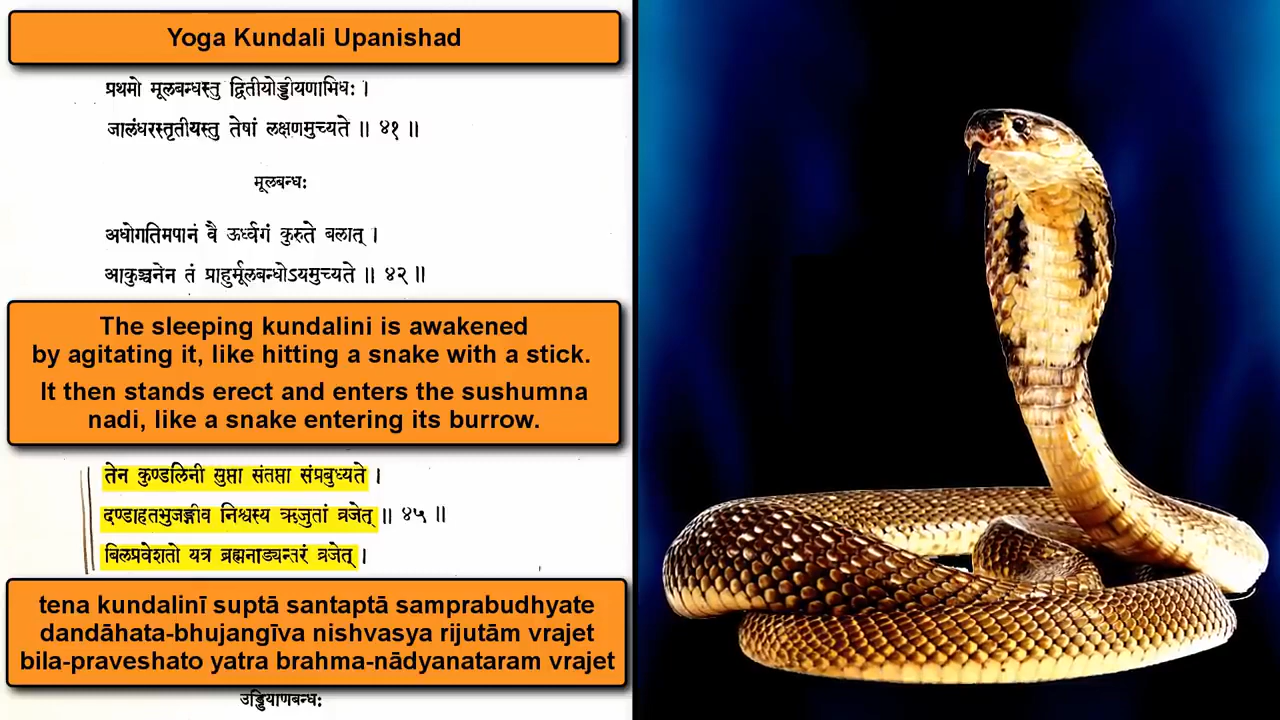 Yoga Kundali Upanishad
प्रथमो मूलबन्धस्तु द्वितीयोड्डीयणाभिधः ।
जालंधरस्तृतीयस्तु तेषां लक्षणमुच्यते ॥ ४१ ॥
मूलबन्धः
अधोगतिमपानं वै ऊर्ध्वगं कुरुते बलात् ।
आकुञ्चनेन तं प्राहुर्मूलबन्धोऽयमुच्यते ॥ ४२ ॥
The sleeping kundalini is awakened
by agitating it, like hitting a snake with a stick.
It then stands erect and enters the sushumna
nadi, like a snake entering its burrow.
तेन कुण्डलिनी सुप्ता संतप्ता संप्रबुध्यते ।
दण्डाहतभुजङ्गीव निश्वस्य ऋजुतां व्रजेत् ॥ ४५ ॥
बिलप्रवेशतो यत्र ब्रह्मनाड्यन्तरं व्रजेत् ।
tena kundalinī suptā santaptā samprabudhyate
dandāhata-bhujangīva nishvasya rijutām vrajet
bila-praveshato yatra brahma-nādyanataram vrajet
उड्डियाणबन्धः